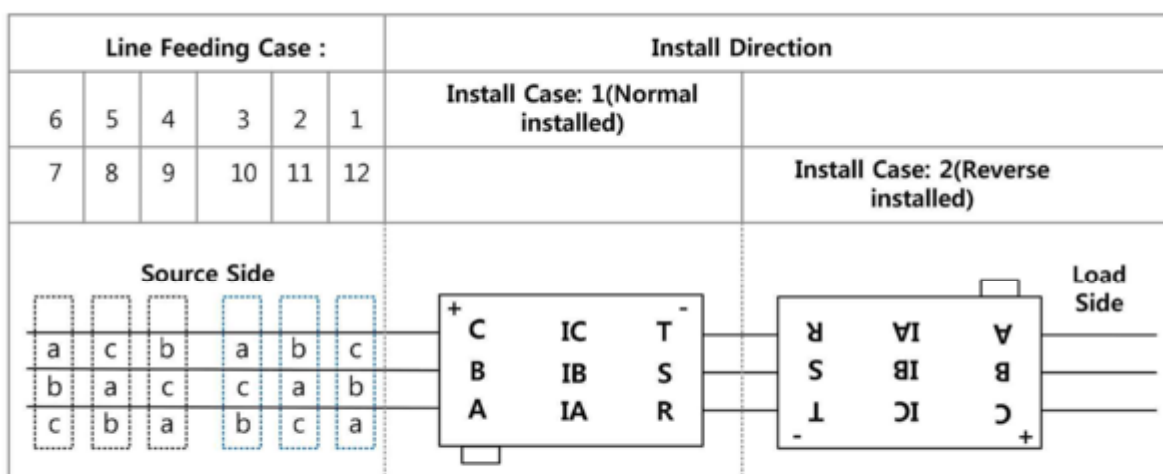 Line Feeding Case :
Install Direction
6 5 4 3 2 1
Install Case: 1(Normal
installed)
7 8 9 10 11 12
Install Case: 2(Reverse
installed)
Source Side
Load
Side
+ -
a c b a b c
C IC T
R IA A
b a c c a b
B IB S
S IB B
c b a b c a
A IA R
T IC C
- +